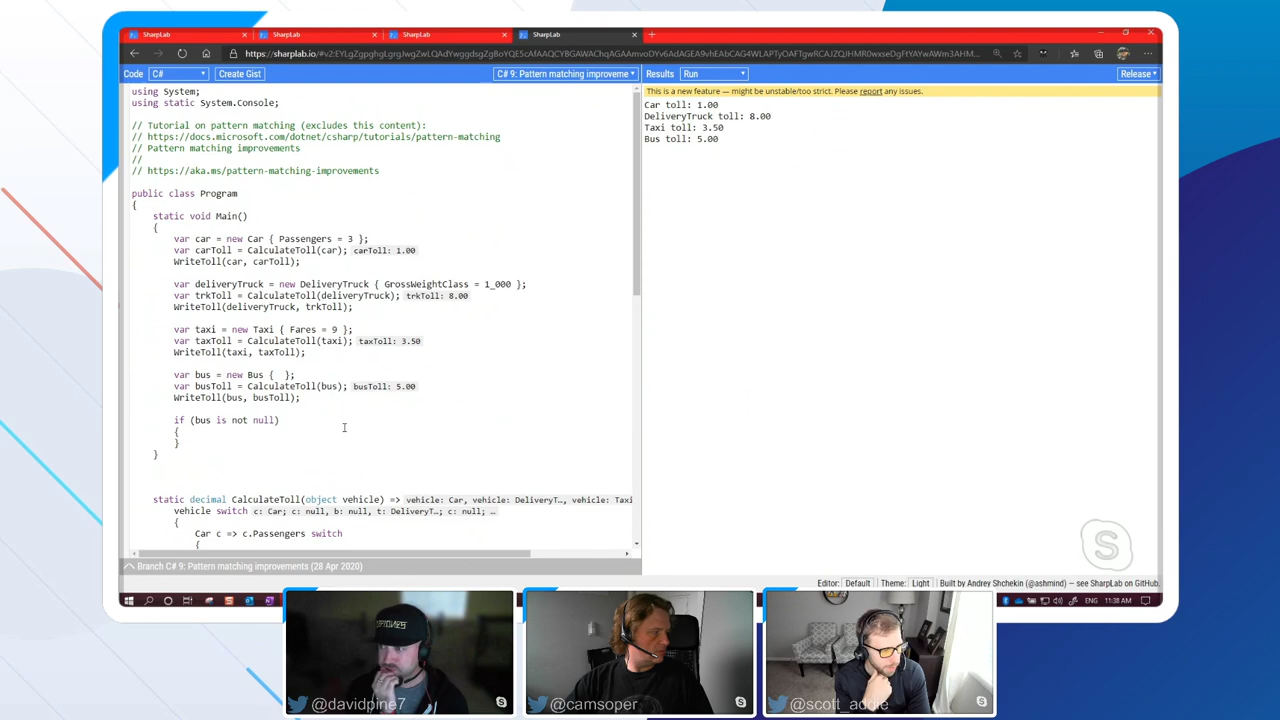 SharpLab
SharpLab
SharpLab
SharpLab
Code C# Create Gist C# 9: Pattern matching improveme Results Run Release
using System;
using static System.Console;
// Tutorial on pattern matching (excludes this content):
// https://docs.microsoft.com/dotnet/csharp/tutorials/pattern-matching
// Pattern matching improvements
//
// https://aka.ms/pattern-matching-improvements
public class Program
{
static void Main()
{
var car = new Car { Passengers = 3 };
var carToll = CalculateToll(car); carToll: 1.00
WriteToll(car, carToll);
var deliveryTruck = new DeliveryTruck { GrossWeightClass = 1_000 };
var trkToll = CalculateToll(deliveryTruck); trkToll: 8.00
WriteToll(deliveryTruck, trkToll);
var taxi = new Taxi { Fares = 9 };
var taxToll = CalculateToll(taxi); taxToll: 3.50
WriteToll(taxi, taxToll);
var bus = new Bus { };
var busToll = CalculateToll(bus); busToll: 5.00
WriteToll(bus, busToll);
if (bus is not null)
{
}
}
static decimal CalculateToll(object vehicle) => vehicle: Car, vehicle: DeliveryT…, vehicle: Taxi
vehicle switch c: Car; c: null, b: null, t: DeliveryT…; c: null; …
{
Car c => c.Passengers switch
{
Branch C# 9: Pattern matching improvements (28 Apr 2020)
This is a new feature — might be unstable/too strict. Please report any issues.
Car toll: 1.00
DeliveryTruck toll: 8.00
Taxi toll: 3.50
Bus toll: 5.00
Editor: Default Theme: Light Built by Andrey Shchekin (@ashmind) — see SharpLab on GitHub.
ENG 11:38 AM
@davidpine7
@camsoper
@scott_addie